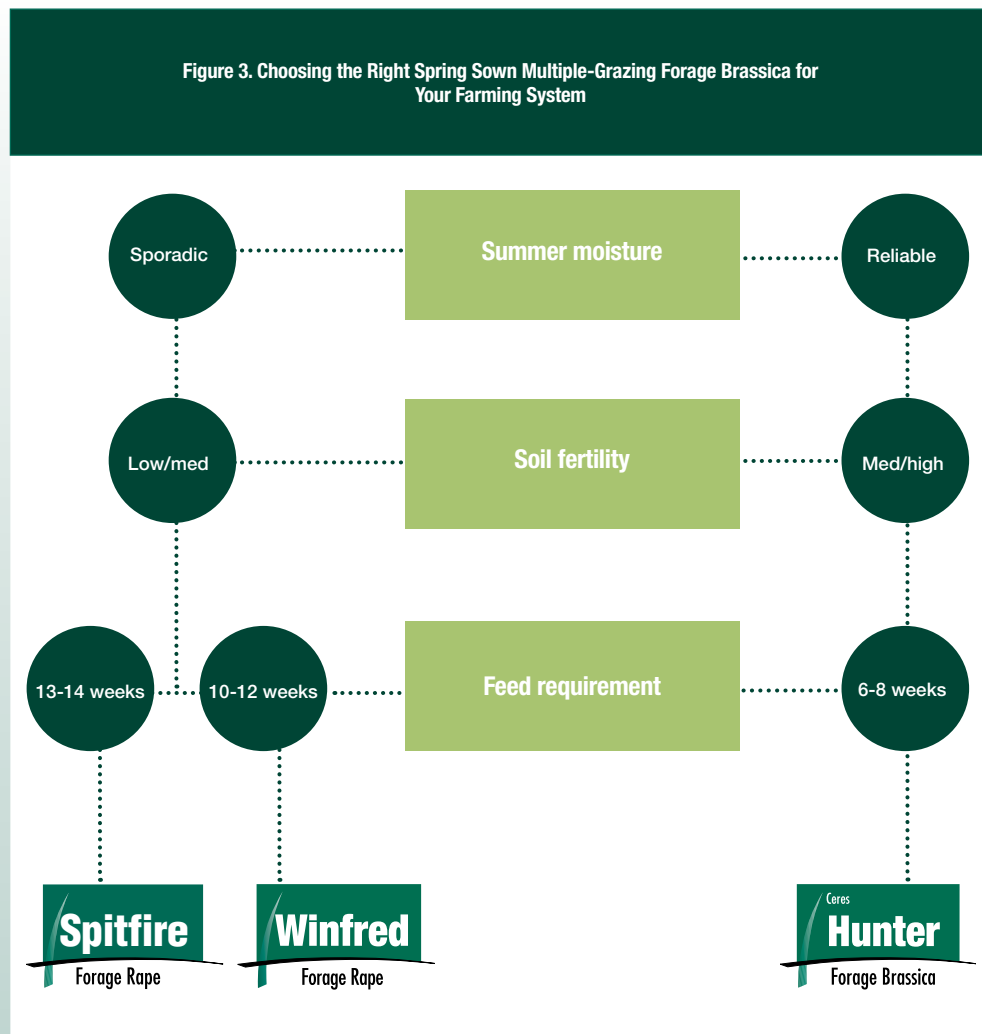 Figure 3. Choosing the Right Spring Sown Multiple-Grazing Forage Brassica for
Your Farming System
Sporadic
Summer moisture
Reliable
Low/med
Soil fertility
Med/high
13-14 weeks
10-12 weeks
Feed requirement
6-8 weeks
Spitfire
Forage Rape
Winfred
Forage Rape
Ceres
Hunter
Forage Brassica